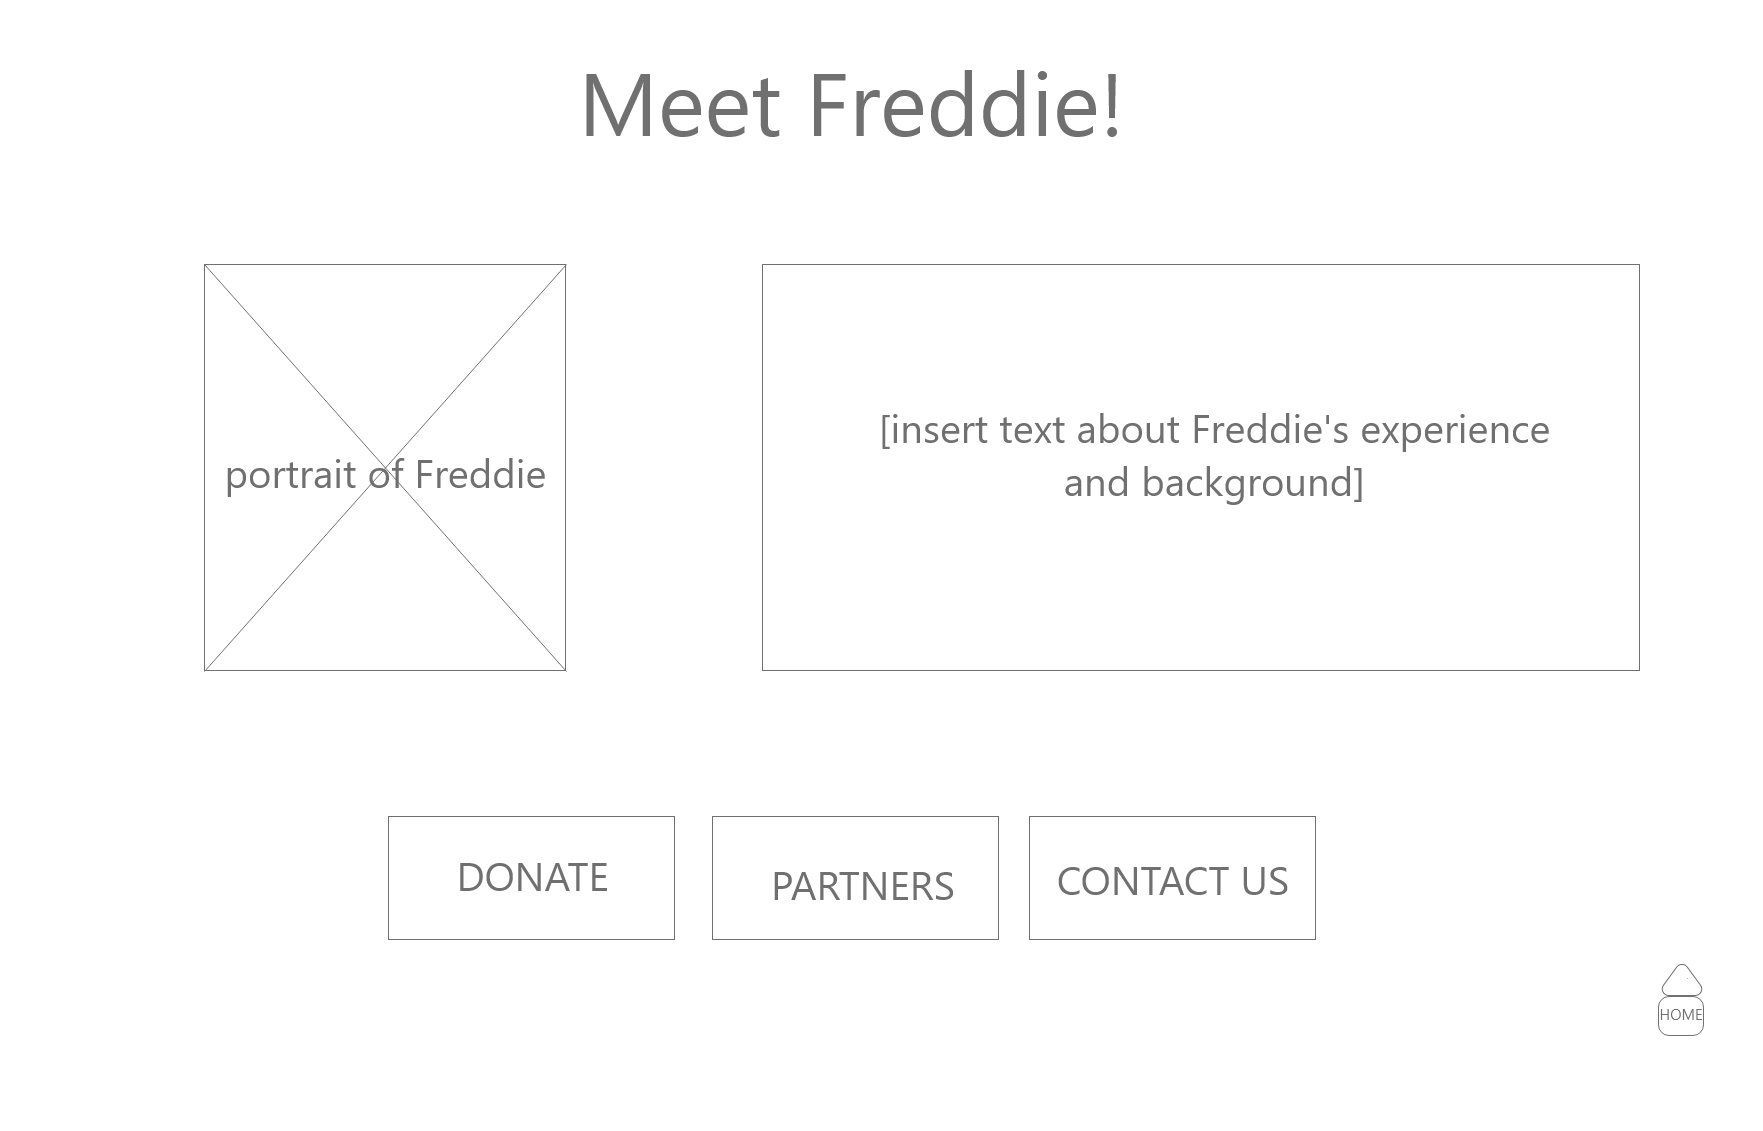 Meet Freddie!
portrait of Freddie
[insert text about Freddie's experience
and background]
DONATE
PARTNERS
CONTACT US
HOME